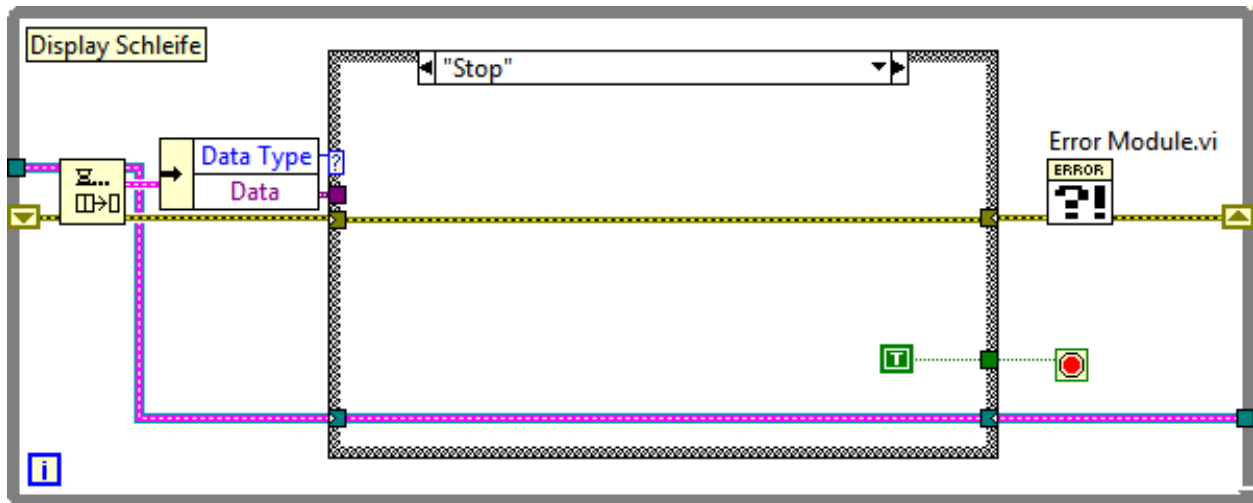 Display Schleife
"Stop"
Data Type
?
Data
Error Module.vi
ERROR
?!
T
i